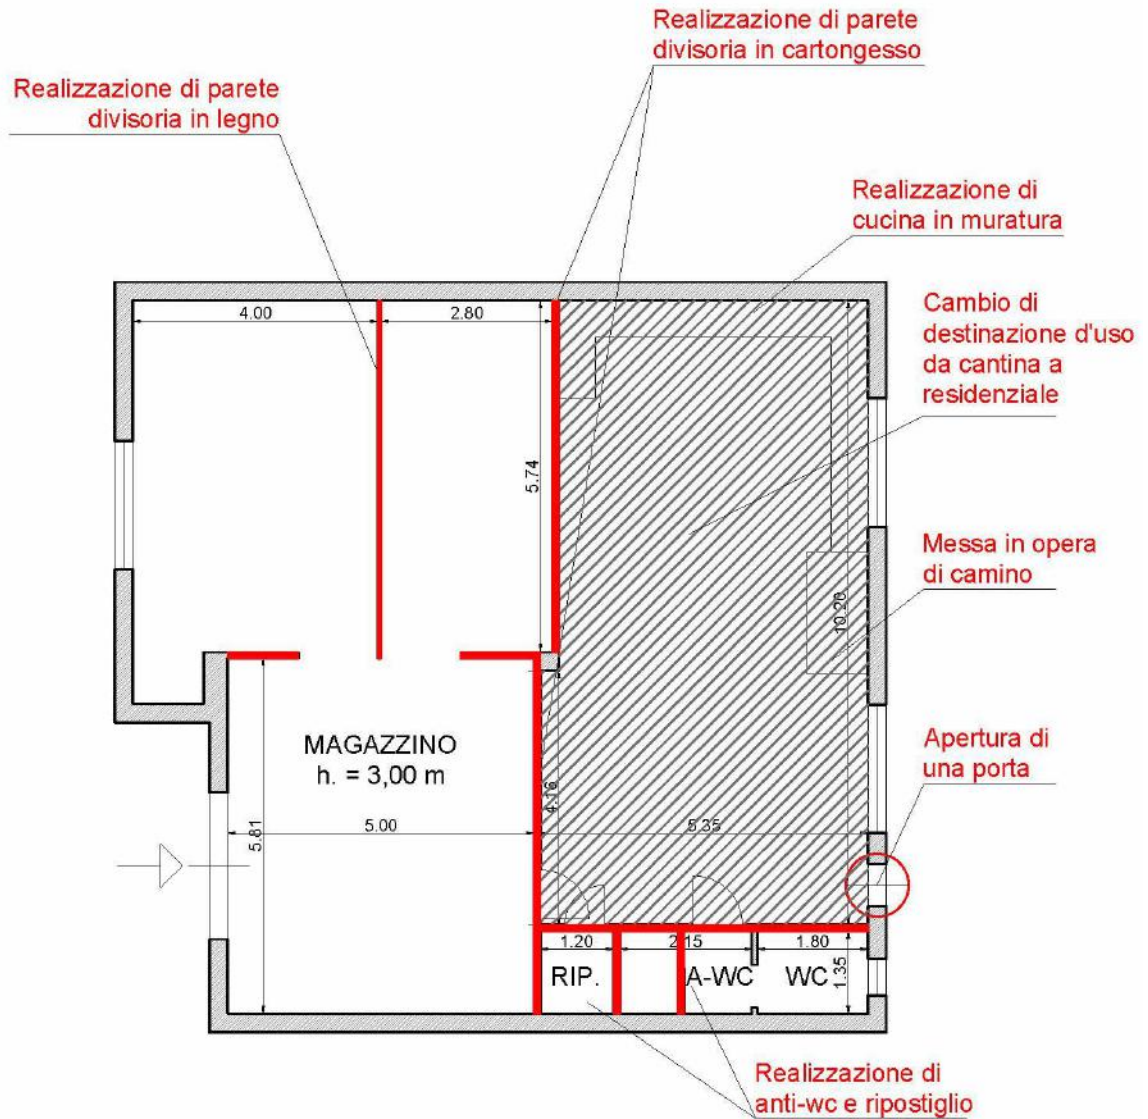 Realizzazione di parete
divisoria in cartongesso
Realizzazione di parete
divisoria in legno
Realizzazione di
cucina in muratura
Cambio di
destinazione d'uso
da cantina a
residenziale
4.00
2.80
5.74
Messa in opera
di camino
10.20
MAGAZZINO
h. = 3,00 m
Apertura di
una porta
4.16
5.81
5.00
5.35
1.20
2.15
1.80
RIP.
A-WC
WC
1.35
Realizzazione di
anti-wc e ripostiglio